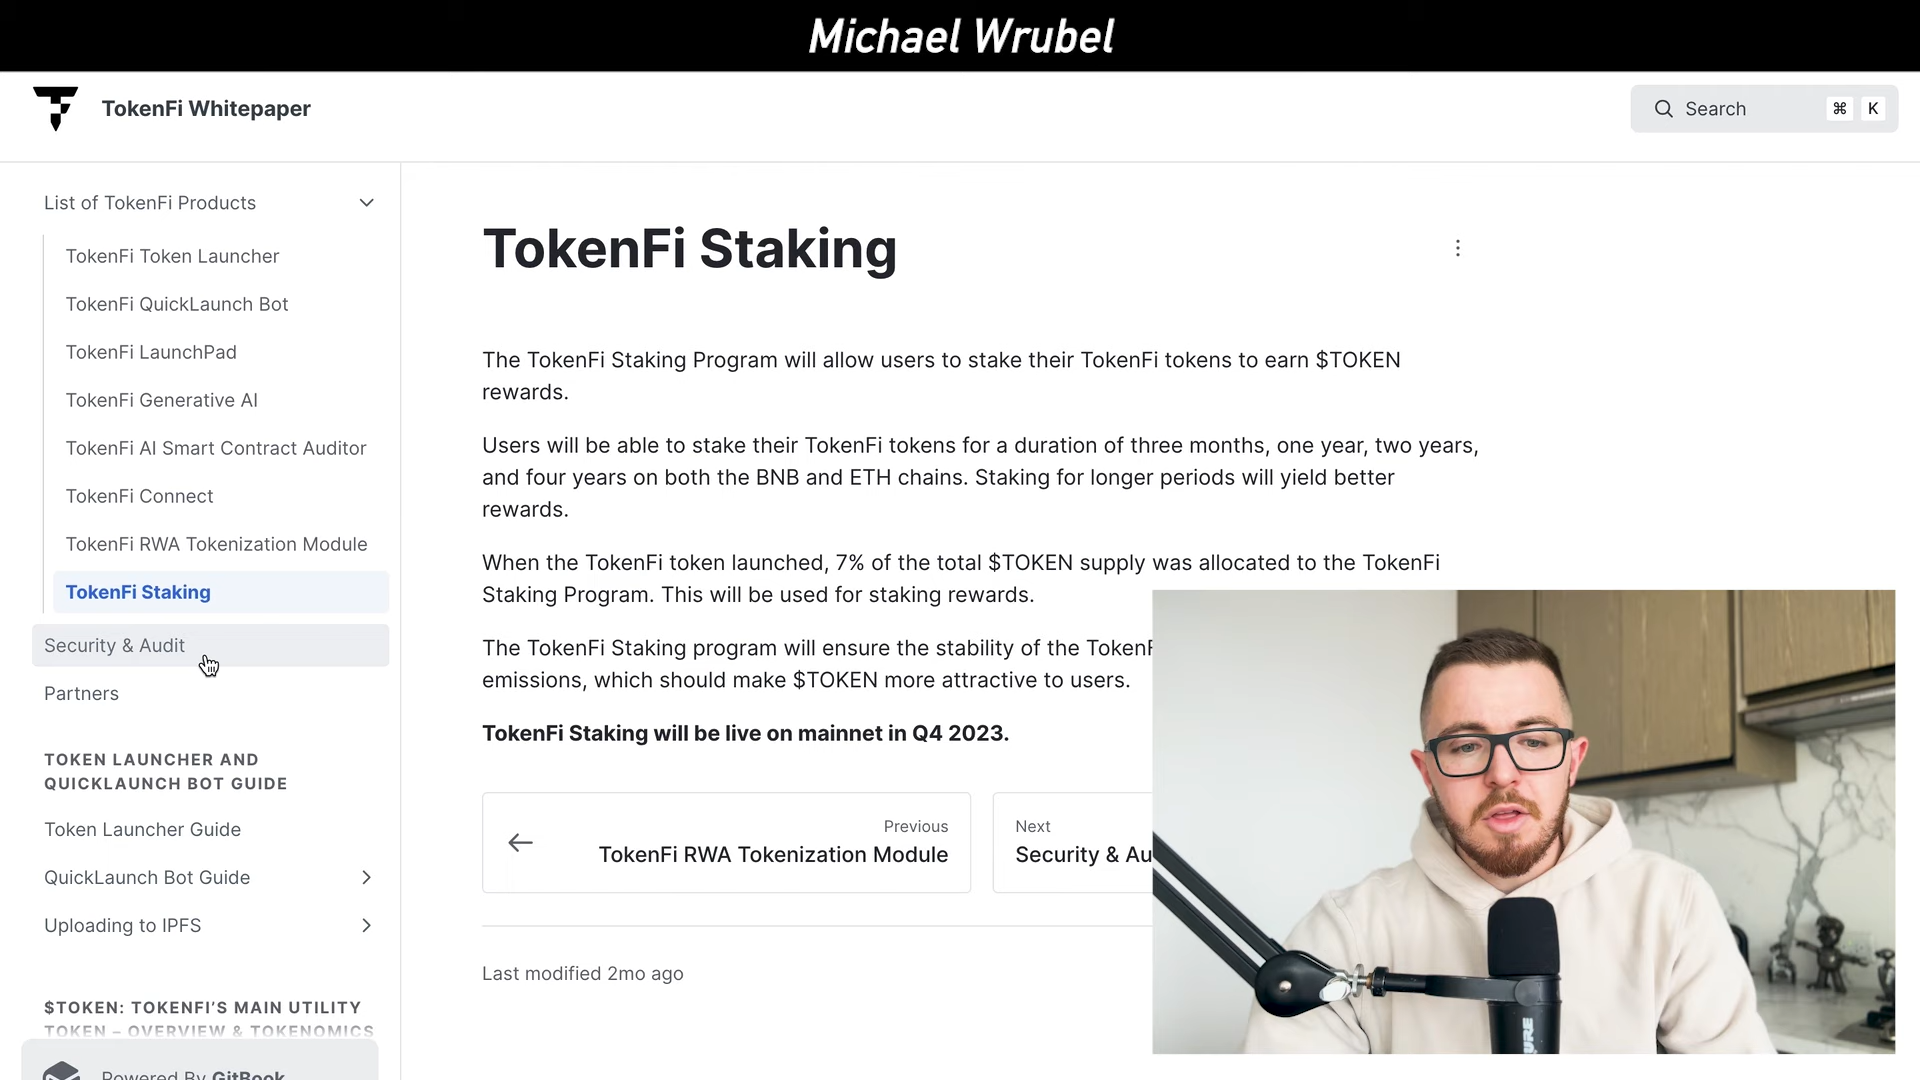 Michael Wrubel
TokenFi Whitepaper
Search
⌘ K
List of TokenFi Products
TokenFi Token Launcher
TokenFi QuickLaunch Bot
TokenFi LaunchPad
TokenFi Generative AI
TokenFi AI Smart Contract Auditor
TokenFi Connect
TokenFi RWA Tokenization Module
TokenFi Staking
Security & Audit
Partners
TOKEN LAUNCHER AND
QUICKLAUNCH BOT GUIDE
Token Launcher Guide
QuickLaunch Bot Guide
Uploading to IPFS
$TOKEN: TOKENFI’S MAIN UTILITY
TOKEN – OVERVIEW & TOKENOMICS
Powered By GitBook
TokenFi Staking
The TokenFi Staking Program will allow users to stake their TokenFi tokens to earn $TOKEN
rewards.
Users will be able to stake their TokenFi tokens for a duration of three months, one year, two years,
and four years on both the BNB and ETH chains. Staking for longer periods will yield better
rewards.
When the TokenFi token launched, 7% of the total $TOKEN supply was allocated to the TokenFi
Staking Program. This will be used for staking rewards.
The TokenFi Staking program will ensure the stability of the TokenF
emissions, which should make $TOKEN more attractive to users.
TokenFi Staking will be live on mainnet in Q4 2023.
Previous
TokenFi RWA Tokenization Module
Next
Security & Au
Last modified 2mo ago